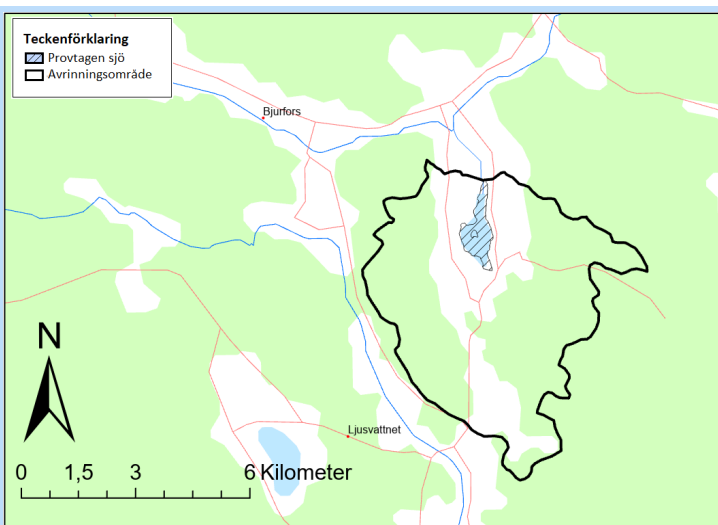 Teckenförklaring
Provtagen sjö
Avrinningsområde
Bjurfors
N
Ljusvattnet
0 1,5 3 6 Kilometer